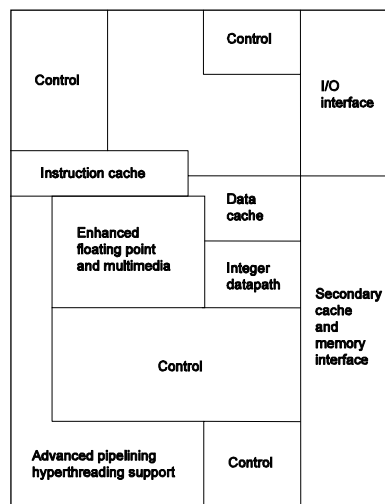 Control
Control
I/O
interface
Instruction cache
Data
cache
Enhanced
floating point
and multimedia
Integer
datapath
Secondary
cache
and
memory
interface
Control
Advanced pipelining
hyperthreading support
Control